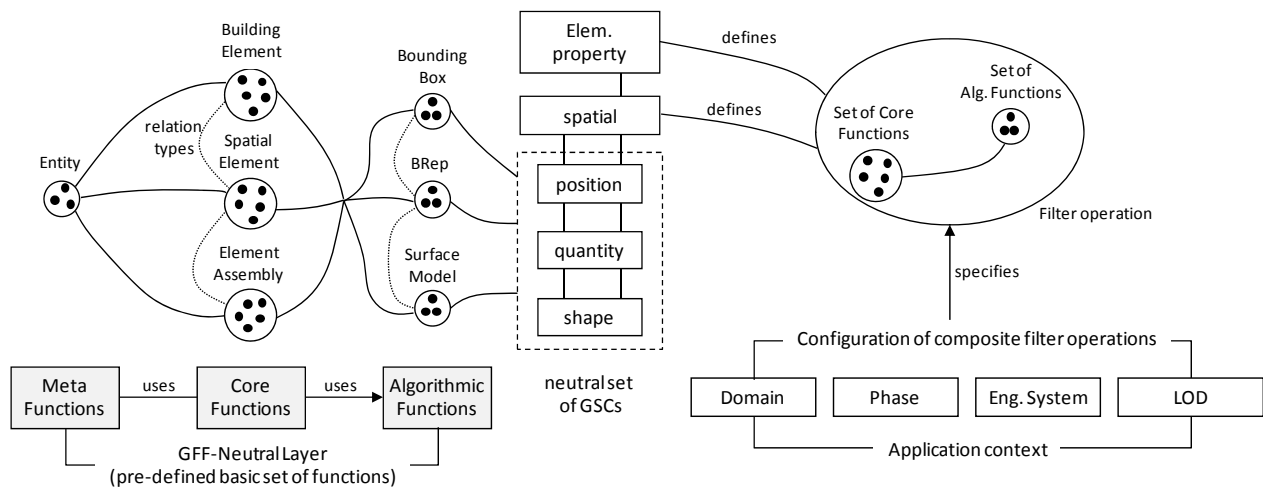 Building
Element
relation
types
Entity
Spatial
Element
Element
Assembly
Bounding
Box
BRep
Surface
Model
Elem.
property
spatial
position
quantity
shape
neutral set
of GSCs
defines
defines
Set of Core
Functions
Set of
Alg. Functions
Filter operation
specifies
Configuration of composite filter operations
Domain
Phase
Eng. System
LOD
Application context
Meta
Functions
uses
Core
Functions
uses
Algorithmic
Functions
GFF-Neutral Layer
(pre-defined basic set of functions)